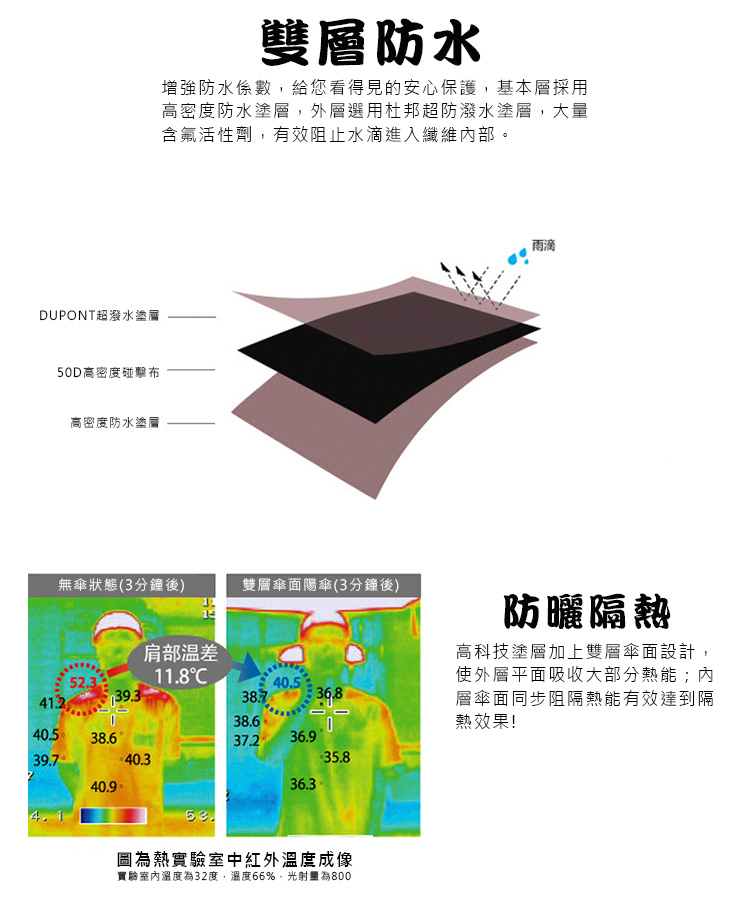 雙層防水
增強防水係數，給您看得見的安心保護，基本層採用
高密度防水塗層，外層選用杜邦超防潑水塗層，大量
含氟活性劑，有效阻止水滴進入纖維內部。
雨滴
DUPONT超潑水塗層
50D高密度碰擊布
高密度防水塗層
無傘狀態(3分鐘後)
雙層傘面陽傘(3分鐘後)
肩部温差
11.8℃
52.3
41.2
39.3
40.5
38.6
39.7
40.3
40.9
4.1
53.
40.5
38.7
36.8
38.6
37.2
36.9
35.8
36.3
防曬隔熱
高科技塗層加上雙層傘面設計，
使外層平面吸收大部分熱能；內
層傘面同步阻隔熱能有效達到隔
熱效果!
圖為熱實驗室中紅外溫度成像
實驗室內溫度為32度．溫度66%．光射量為800